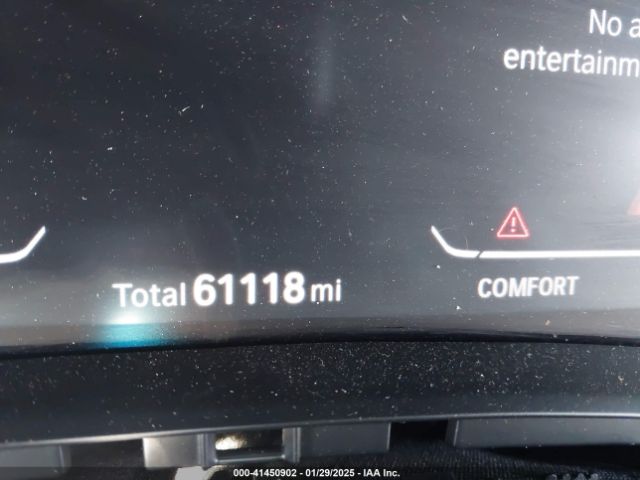 No a
entertainm
Total 61118 mi
COMFORT
000-41450902 - 01/29/2025 - IAA Inc.